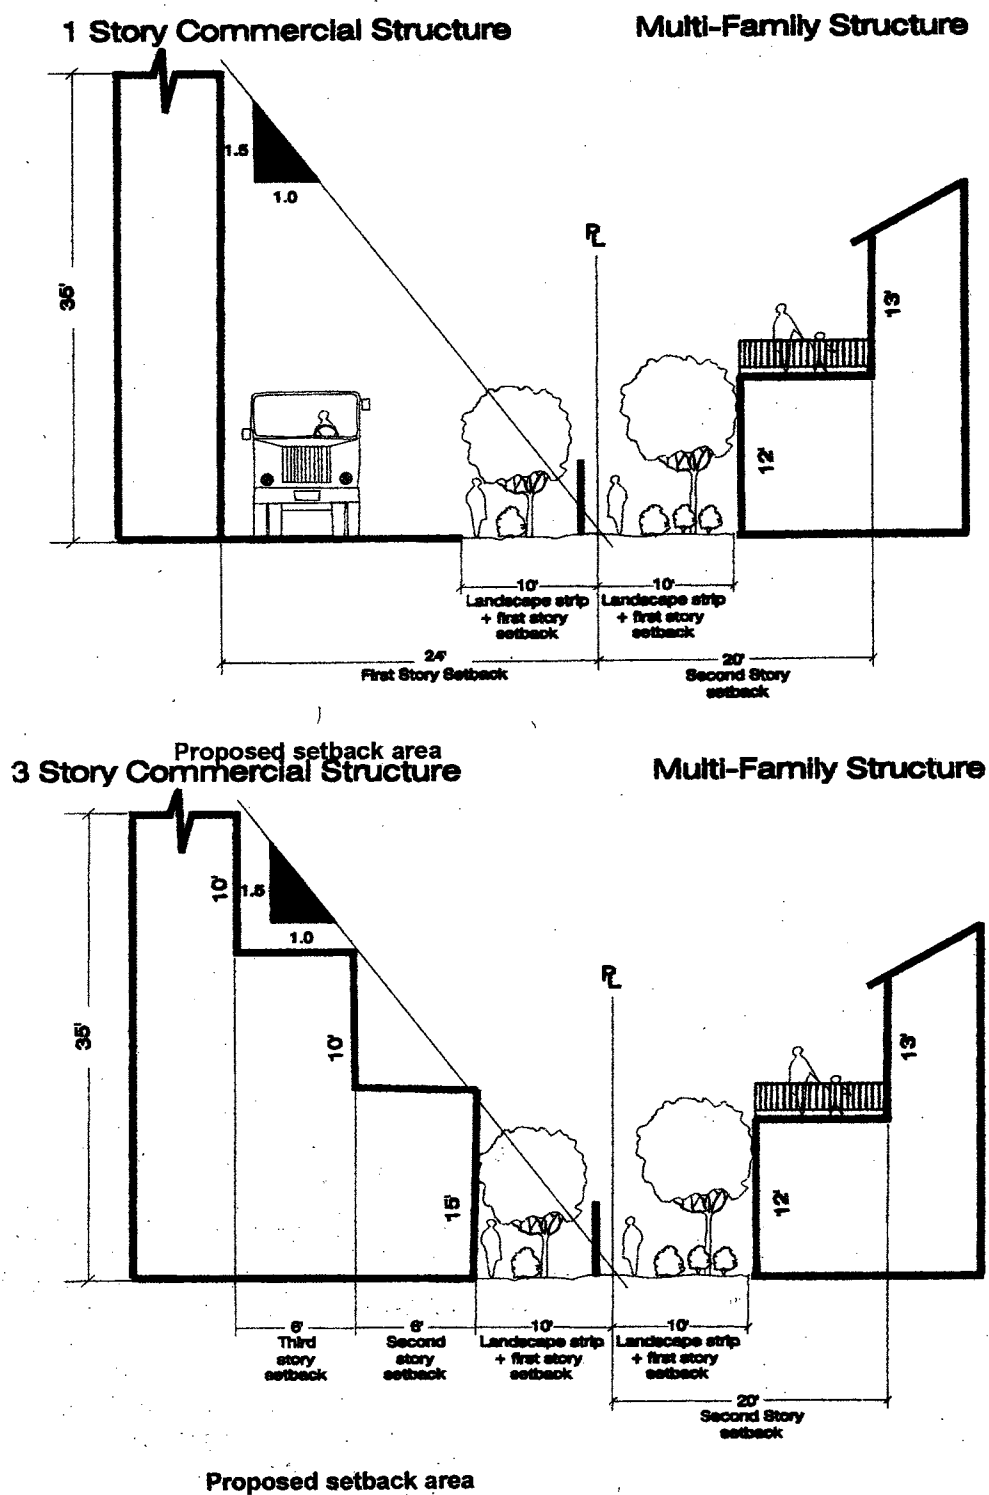 1 Story Commercial Structure
Multi-Family Structure
1.5
1.0
35'
PL
13'
12'
10'
Landscape strip
+ first story
setback
10'
Landscape strip
+ first story
setback
24'
First Story Setback
20'
Second Story
setback
Proposed setback area
3 Story Commercial Structure
Multi-Family Structure
10'
1.5
1.0
PL
35'
10'
13'
15'
12'
6'
Third
story
setback
6'
Second
story
setback
10'
Landscape strip
+ first story
setback
10'
Landscape strip
+ first story
setback
20'
Second Story
setback
Proposed setback area